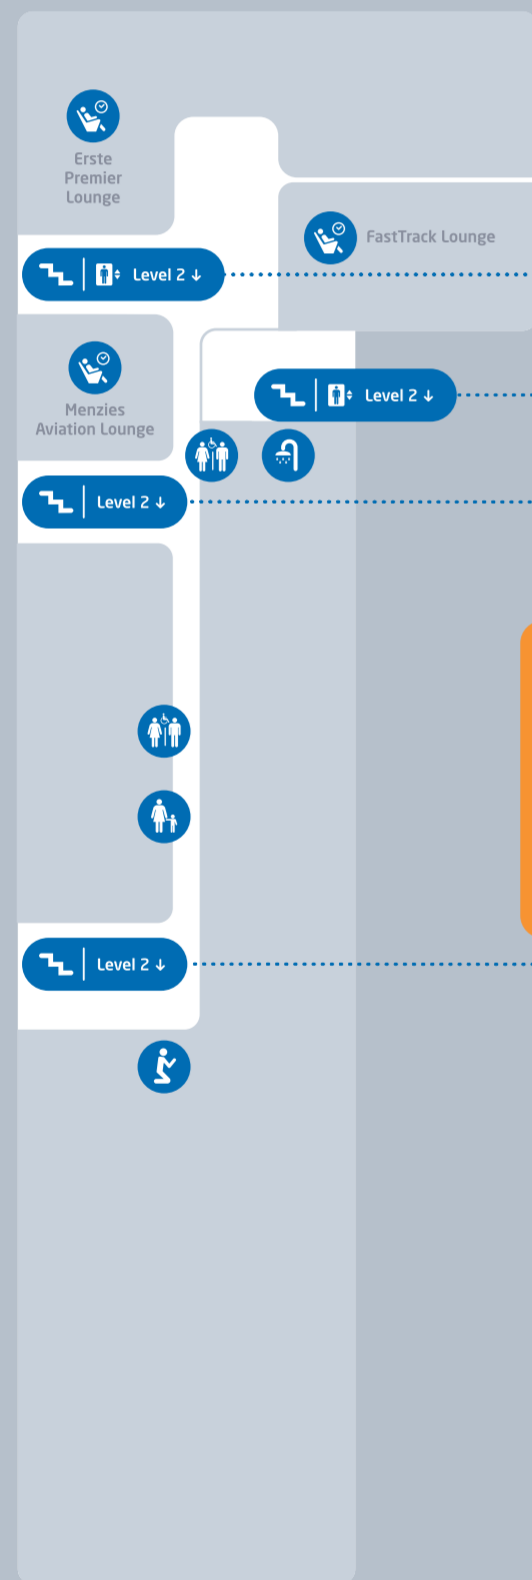 Erste
Premier
Lounge
FastTrack Lounge
Level 2 ↓
Menzies
Aviation Lounge
Level 2 ↓
Level 2 ↓
Level 2 ↓